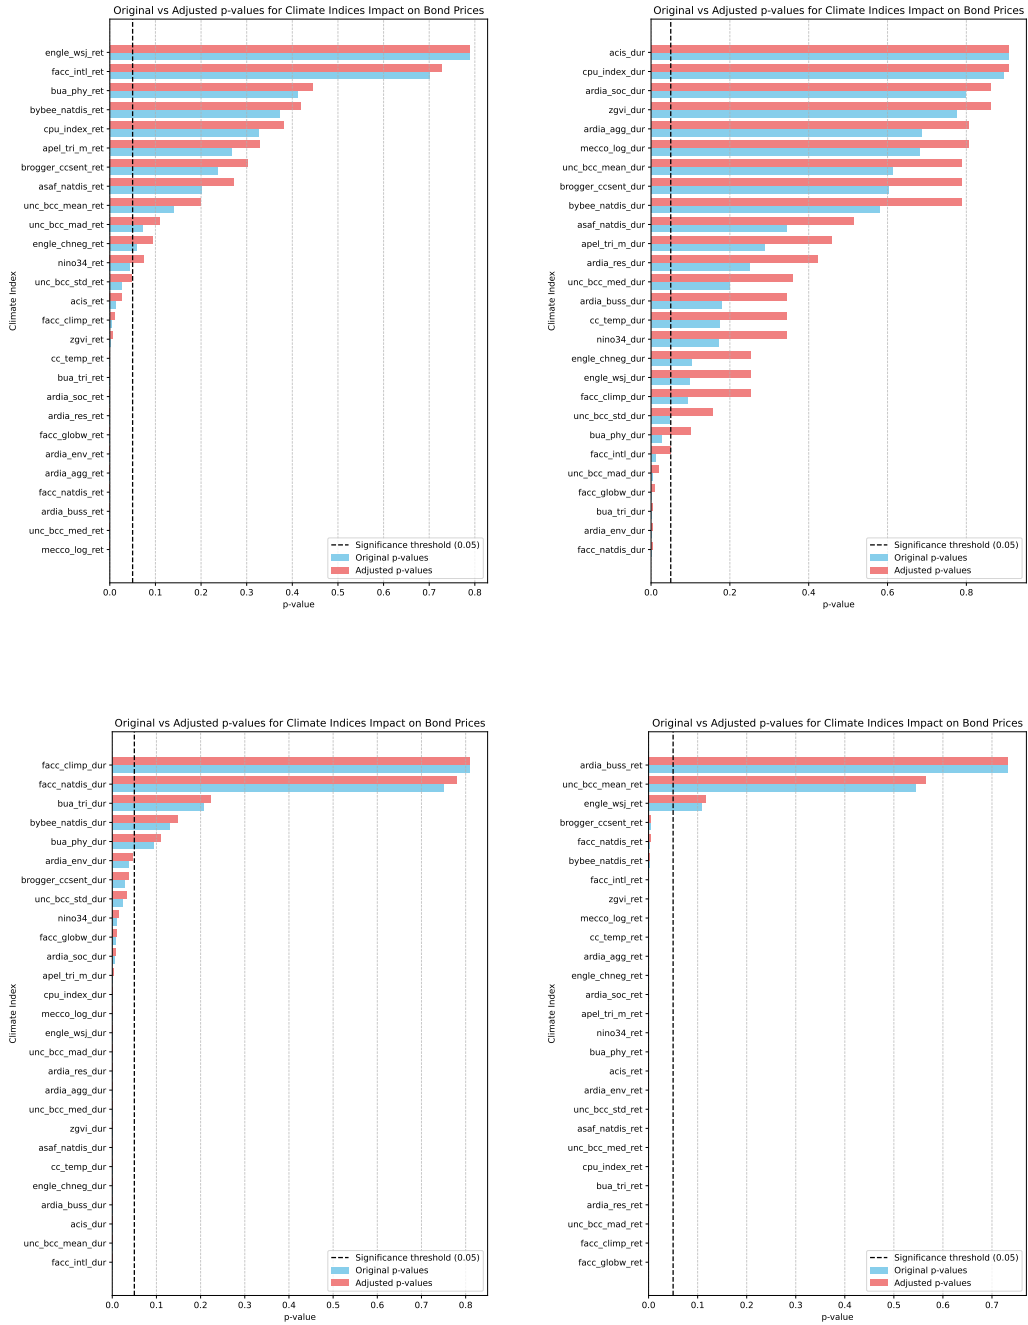 Original vs Adjusted p-values for Climate Indices Impact on Bond Prices
engle_wsj_ret
facc_intl_ret
bua_phy_ret
bybee_natdis_ret
cpu_index_ret
apel_tri_m_ret
brogger_ccsent_ret
asaf_natdis_ret
unc_bcc_mean_ret
unc_bcc_mad_ret
engle_chneg_ret
nino34_ret
unc_bcc_std_ret
acis_ret
facc_climp_ret
zgvi_ret
cc_temp_ret
bua_tri_ret
ardia_soc_ret
ardia_res_ret
facc_globw_ret
ardia_env_ret
ardia_agg_ret
facc_natdis_ret
ardia_buss_ret
unc_bcc_med_ret
mecco_log_ret
Climate Index
Significance threshold (0.05)
Original p-values
Adjusted p-values
0.0 0.1 0.2 0.3 0.4 0.5 0.6 0.7 0.8
p-value
Original vs Adjusted p-values for Climate Indices Impact on Bond Prices
acis_dur
cpu_index_dur
ardia_soc_dur
zgvi_dur
ardia_agg_dur
mecco_log_dur
unc_bcc_mean_dur
brogger_ccsent_dur
bybee_natdis_dur
asaf_natdis_dur
apel_tri_m_dur
ardia_res_dur
unc_bcc_med_dur
ardia_buss_dur
cc_temp_dur
nino34_dur
engle_chneg_dur
engle_wsj_dur
facc_climp_dur
unc_bcc_std_dur
bua_phy_dur
facc_intl_dur
unc_bcc_mad_dur
facc_globw_dur
bua_tri_dur
ardia_env_dur
facc_natdis_dur
Climate Index
Significance threshold (0.05)
Original p-values
Adjusted p-values
0.0 0.2 0.4 0.6 0.8
p-value
Original vs Adjusted p-values for Climate Indices Impact on Bond Prices
facc_climp_dur
facc_natdis_dur
bua_tri_dur
bybee_natdis_dur
bua_phy_dur
ardia_env_dur
brogger_ccsent_dur
unc_bcc_std_dur
nino34_dur
facc_globw_dur
ardia_soc_dur
apel_tri_m_dur
cpu_index_dur
mecco_log_dur
engle_wsj_dur
unc_bcc_mad_dur
ardia_res_dur
ardia_agg_dur
unc_bcc_med_dur
zgvi_dur
asaf_natdis_dur
cc_temp_dur
engle_chneg_dur
ardia_buss_dur
acis_dur
unc_bcc_mean_dur
facc_intl_dur
Climate Index
Significance threshold (0.05)
Original p-values
Adjusted p-values
0.0 0.1 0.2 0.3 0.4 0.5 0.6 0.7 0.8
p-value
Original vs Adjusted p-values for Climate Indices Impact on Bond Prices
ardia_buss_ret
unc_bcc_mean_ret
engle_wsj_ret
brogger_ccsent_ret
facc_natdis_ret
bybee_natdis_ret
facc_intl_ret
zgvi_ret
mecco_log_ret
cc_temp_ret
ardia_agg_ret
engle_chneg_ret
ardia_soc_ret
apel_tri_m_ret
nino34_ret
bua_phy_ret
acis_ret
ardia_env_ret
unc_bcc_std_ret
asaf_natdis_ret
unc_bcc_med_ret
cpu_index_ret
bua_tri_ret
ardia_res_ret
unc_bcc_mad_ret
facc_climp_ret
facc_globw_ret
Climate Index
Significance threshold (0.05)
Original p-values
Adjusted p-values
0.0 0.1 0.2 0.3 0.4 0.5 0.6 0.7
p-value